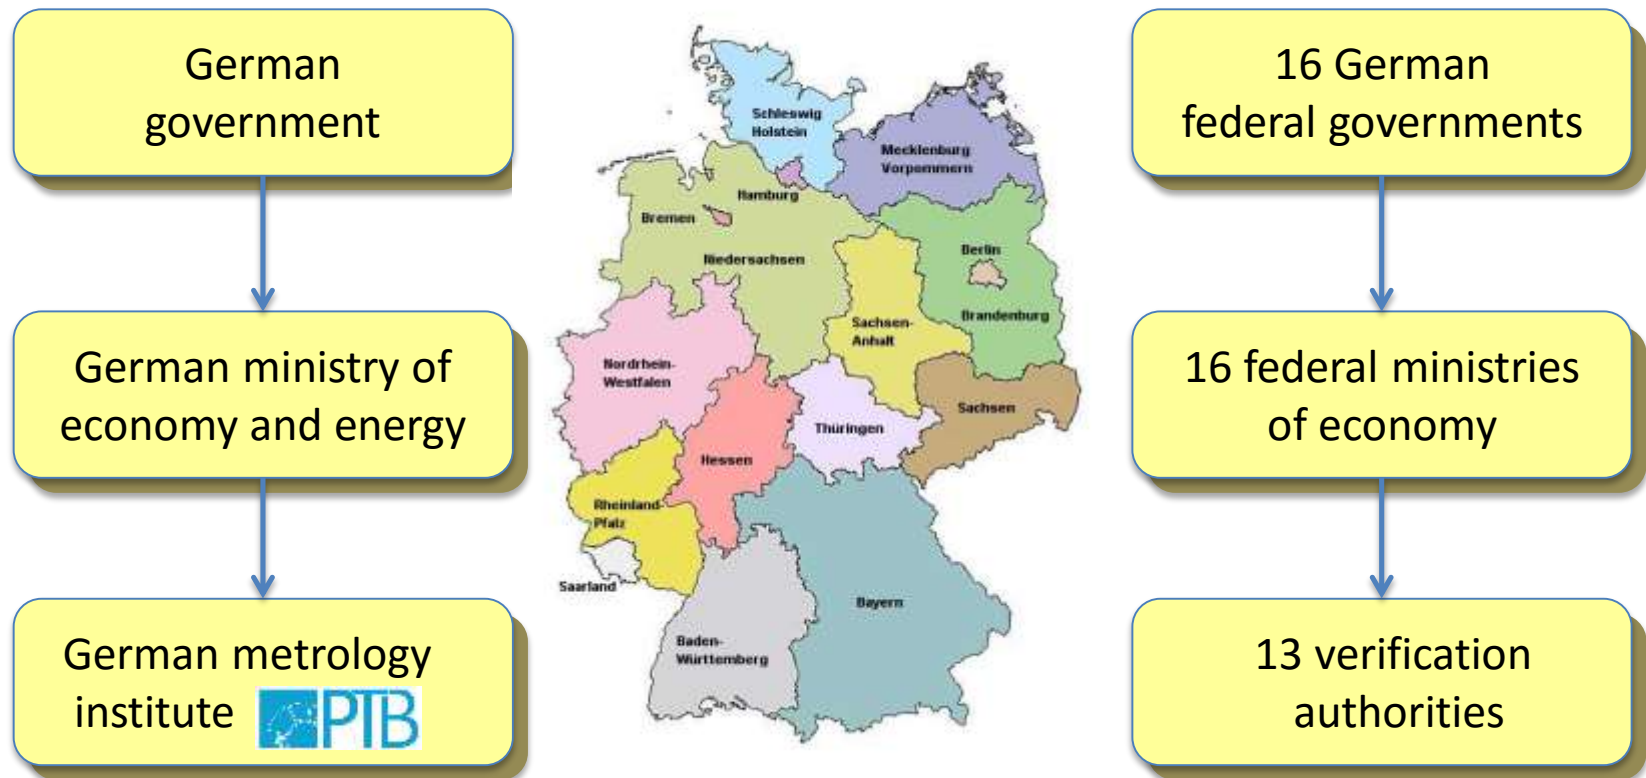 German
government
German ministry of
economy and energy
German metrology
institute PTB
Schleswig
Holstein
Mecklenburg
Vorpommern
Hamburg
Bremen
Niedersachsen
Berlin
Brandenburg
Sachsen-
Anhalt
Nordrhein-
Westfalen
Sachsen
Thüringen
Hessen
Rheinland-
Pfalz
Saarland
Bayern
Baden-
Württemberg
16 German
federal governments
16 federal ministries
of economy
13 verification
authorities